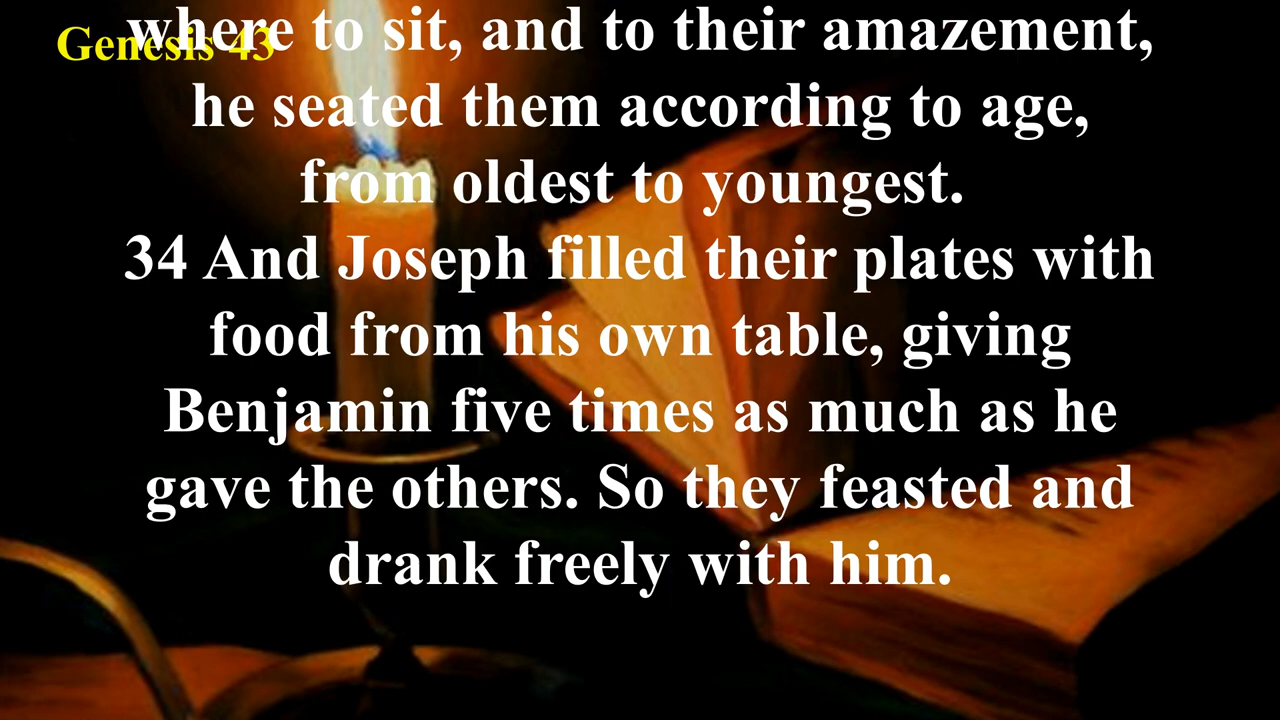 Genesis 43
where to sit, and to their amazement,
he seated them according to age,
from oldest to youngest.
34 And Joseph filled their plates with
food from his own table, giving
Benjamin five times as much as he
gave the others. So they feasted and
drank freely with him.